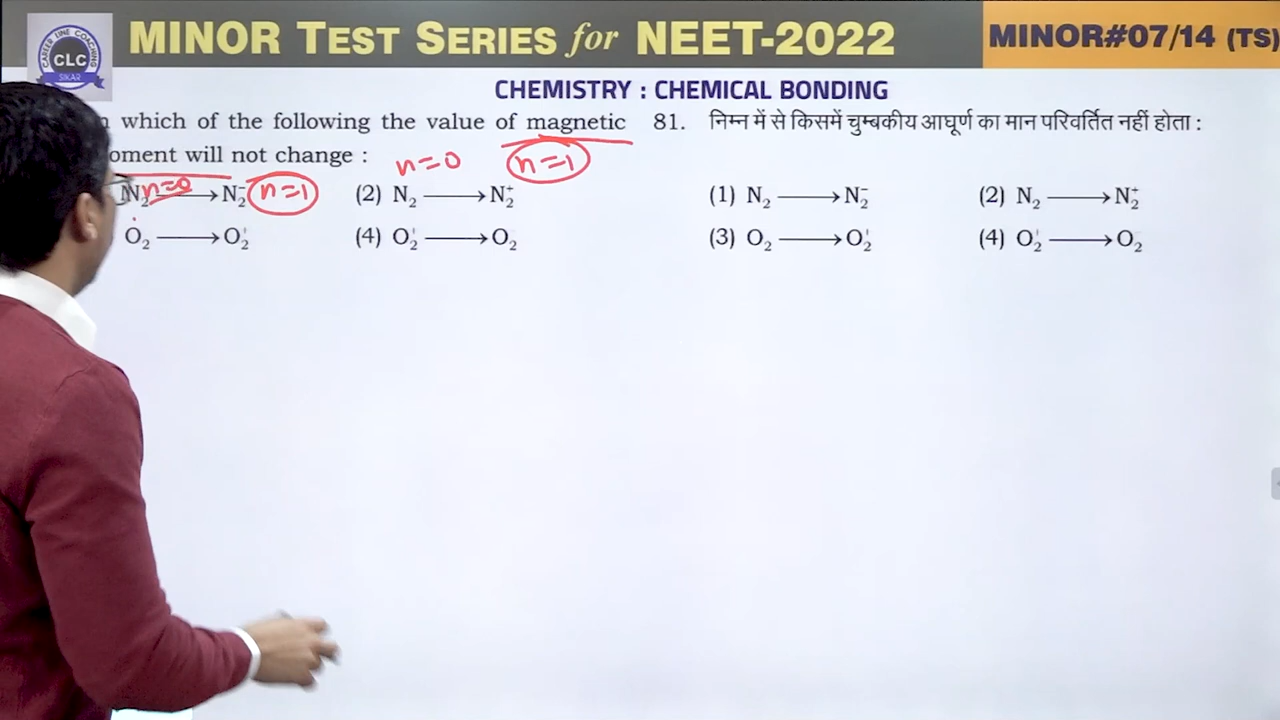 MINOR TEST SERIES for NEET-2022
MINOR#07/14 (TS)
CAREER LINE COACHING
CLC
SIKAR
CHEMISTRY : CHEMICAL BONDING
which of the following the value of magnetic
oment will not change :
n=0
n=1
N₂ ⟶ N₂⁻
n=0
n=1
(2) N₂ ⟶ N₂⁺
O₂ ⟶ O₂⁺
(4) O₂⁺ ⟶ O₂⁻
81. निम्न में से किसमें चुम्बकीय आघूर्ण का मान परिवर्तित नहीं होता :
(1) N₂ ⟶ N₂⁻ (2) N₂ ⟶ N₂⁺
(3) O₂ ⟶ O₂⁺ (4) O₂⁺ ⟶ O₂⁻